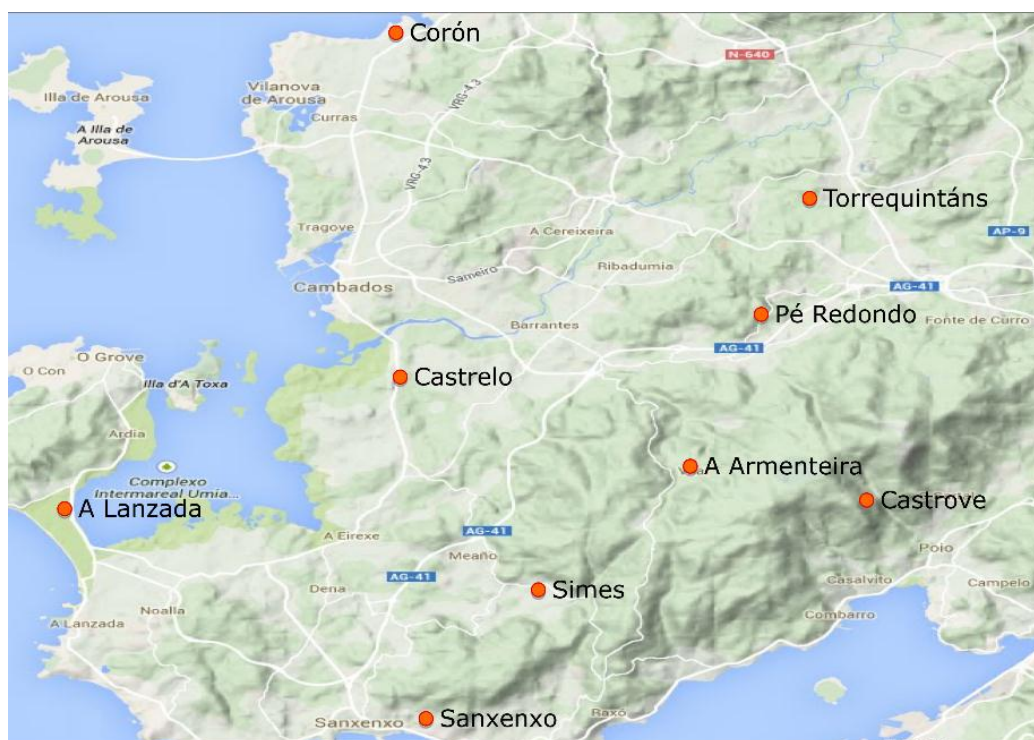 Corón
N-640
Illa de Arousa
Vilanova
de Arousa
VRG-4.3
Curras
A Illa de
Arousa
VRG-4.3
Torrequintáns
Tragove
A Cereixeira
AP-9
Sameiro
Ribadumia
Cambados
AG-41
Pé Redondo
Barrantes
Fonte de Curro
AG-41
O Grove
O Con
Illa d'A Toxa
Castrelo
Ardia
A Armenteira
Complexo
Intermareal Umia...
Castrove
A Lanzada
AG-41
A Eirexe
Meaño
Poio
AG-41
Dena
Simes
Casalvito
Campelo
Noalla
Combarro
A Lanzada
Sanxenxo
Sanxenxo
Raxó